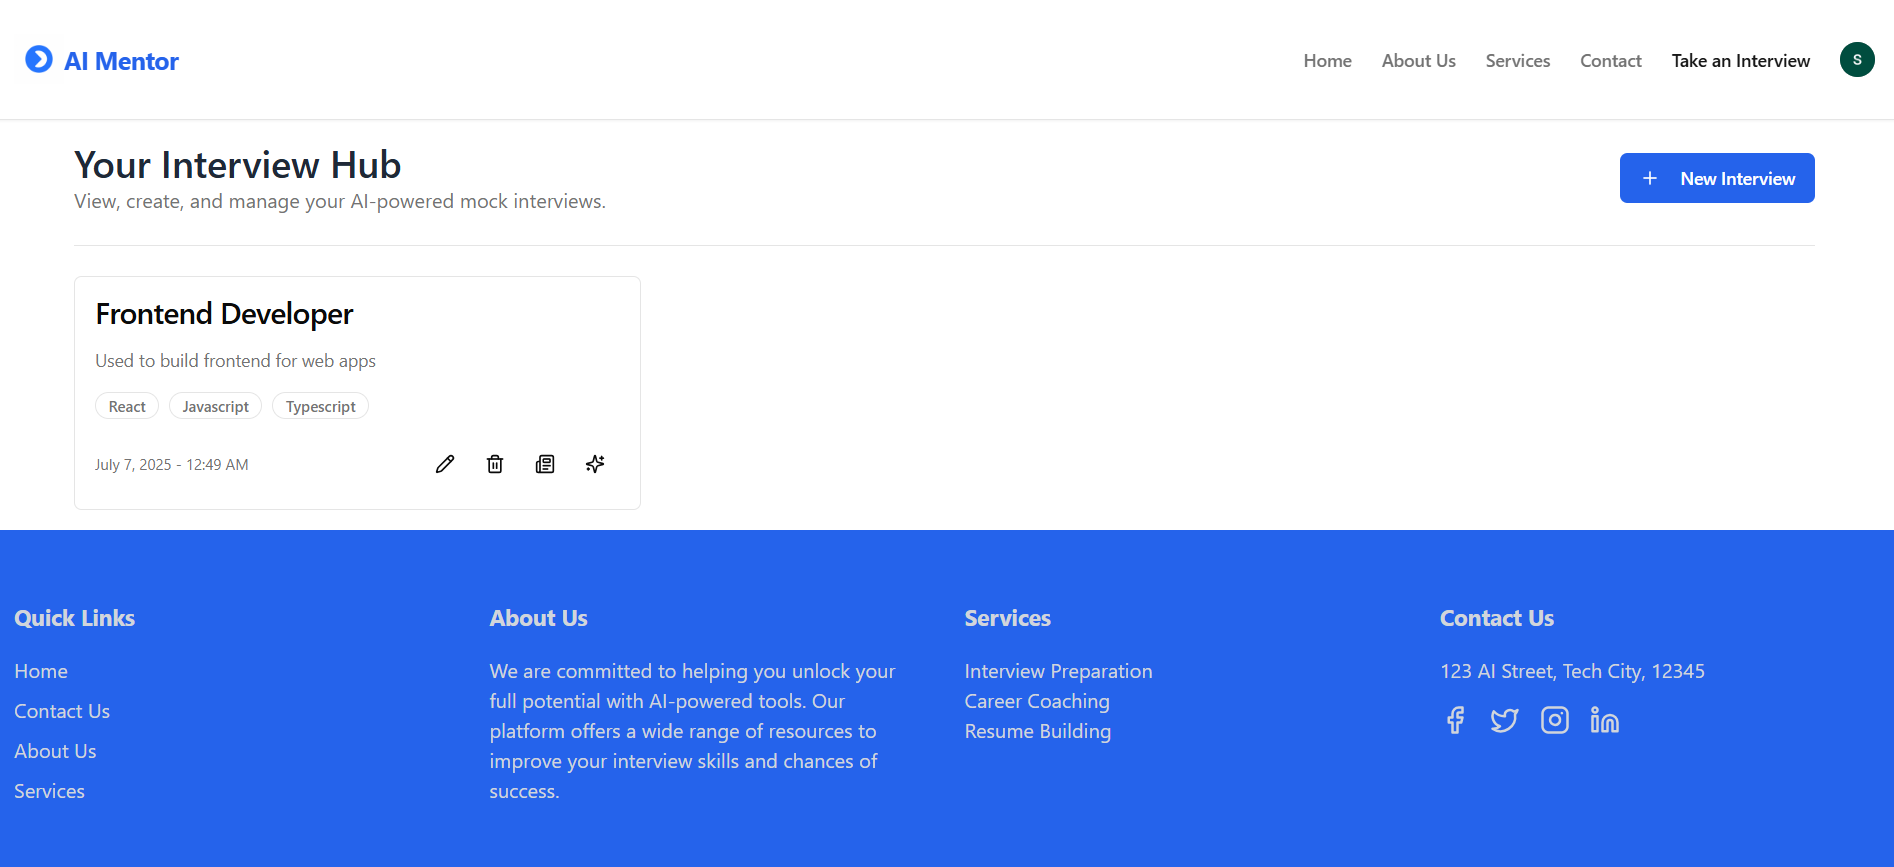 AI Mentor
Home
About Us
Services
Contact
Take an Interview
S
Your Interview Hub
View, create, and manage your AI-powered mock interviews.
New Interview
Frontend Developer
Used to build frontend for web apps
React
Javascript
Typescript
July 7, 2025 - 12:49 AM
Quick Links
Home
Contact Us
About Us
Services
About Us
We are committed to helping you unlock your
full potential with AI-powered tools. Our
platform offers a wide range of resources to
improve your interview skills and chances of
success.
Services
Interview Preparation
Career Coaching
Resume Building
Contact Us
123 AI Street, Tech City, 12345